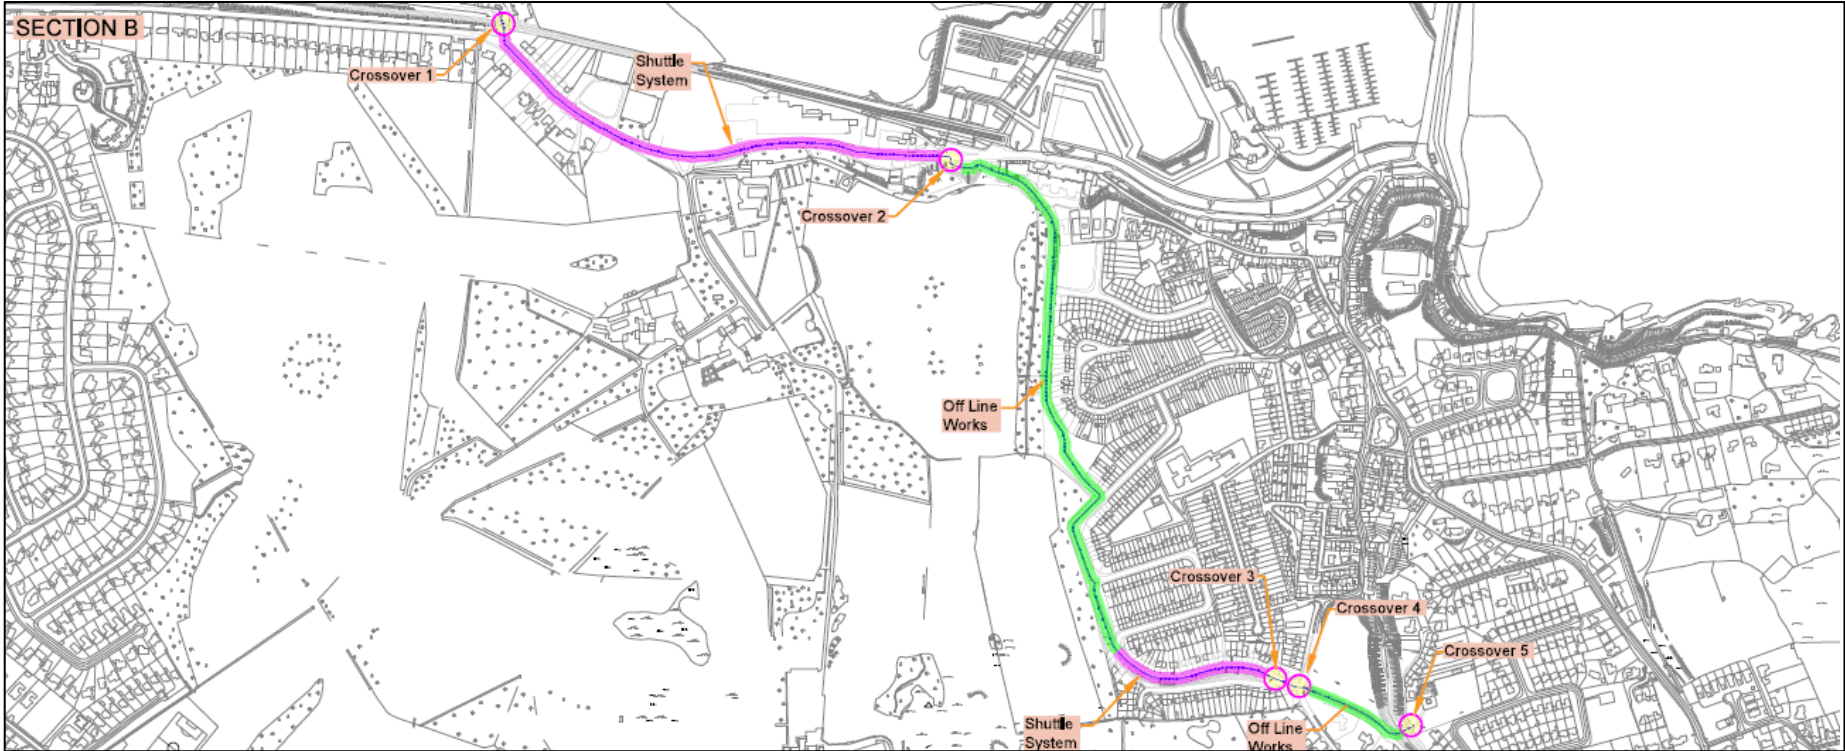 SECTION B
Crossover 1
Shuttle
System
Crossover 2
Off Line
Works
Crossover 3
Crossover 4
Crossover 5
Shuttle
System
Off Line
Works